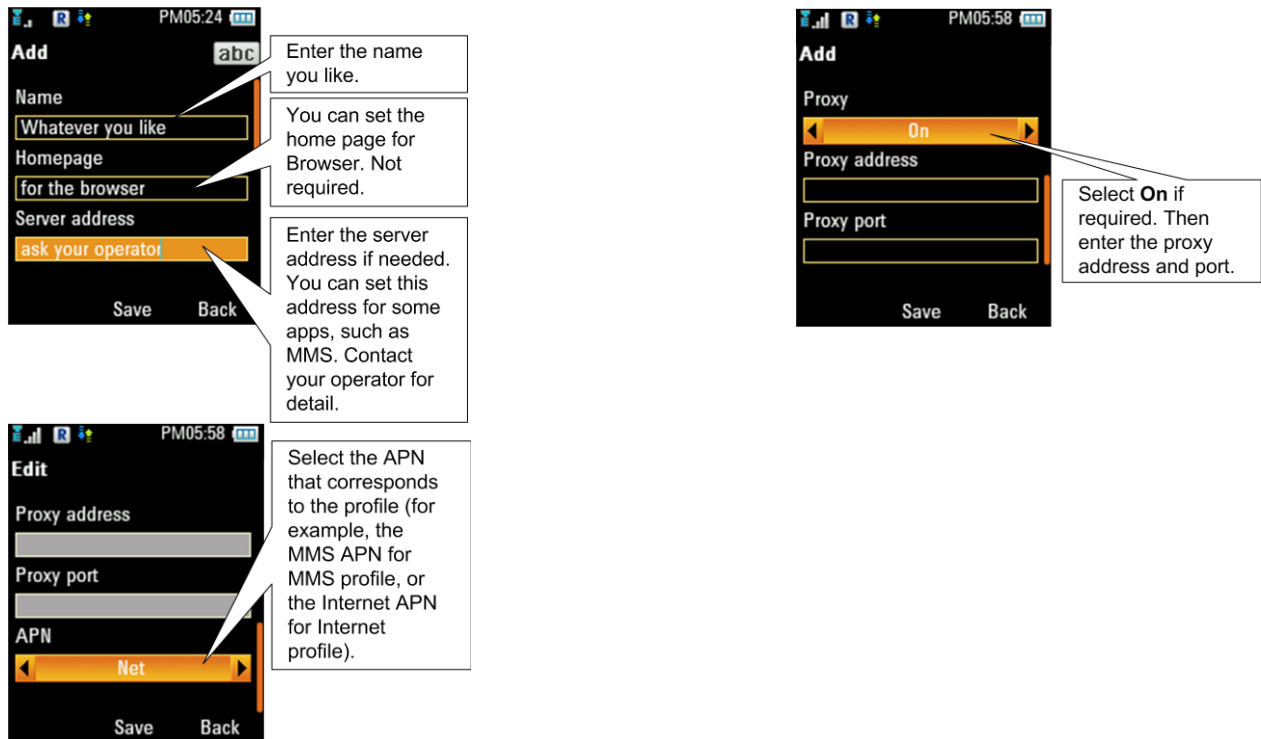 PM05:24
Add
abc
Name
Whatever you like
Homepage
for the browser
Server address
ask your operator
Save Back
Enter the name
you like.
You can set the
home page for
Browser. Not
required.
Enter the server
address if needed.
You can set this
address for some
apps, such as
MMS. Contact
your operator for
detail.
R PM05:58
Add
Proxy
On
Proxy address
Proxy port
Save Back
Select On if
required. Then
enter the proxy
address and port.
R PM05:58
Edit
Proxy address
Proxy port
APN
Net
Save Back
Select the APN
that corresponds
to the profile (for
example, the
MMS APN for
MMS profile, or
the Internet APN
for Internet
profile).